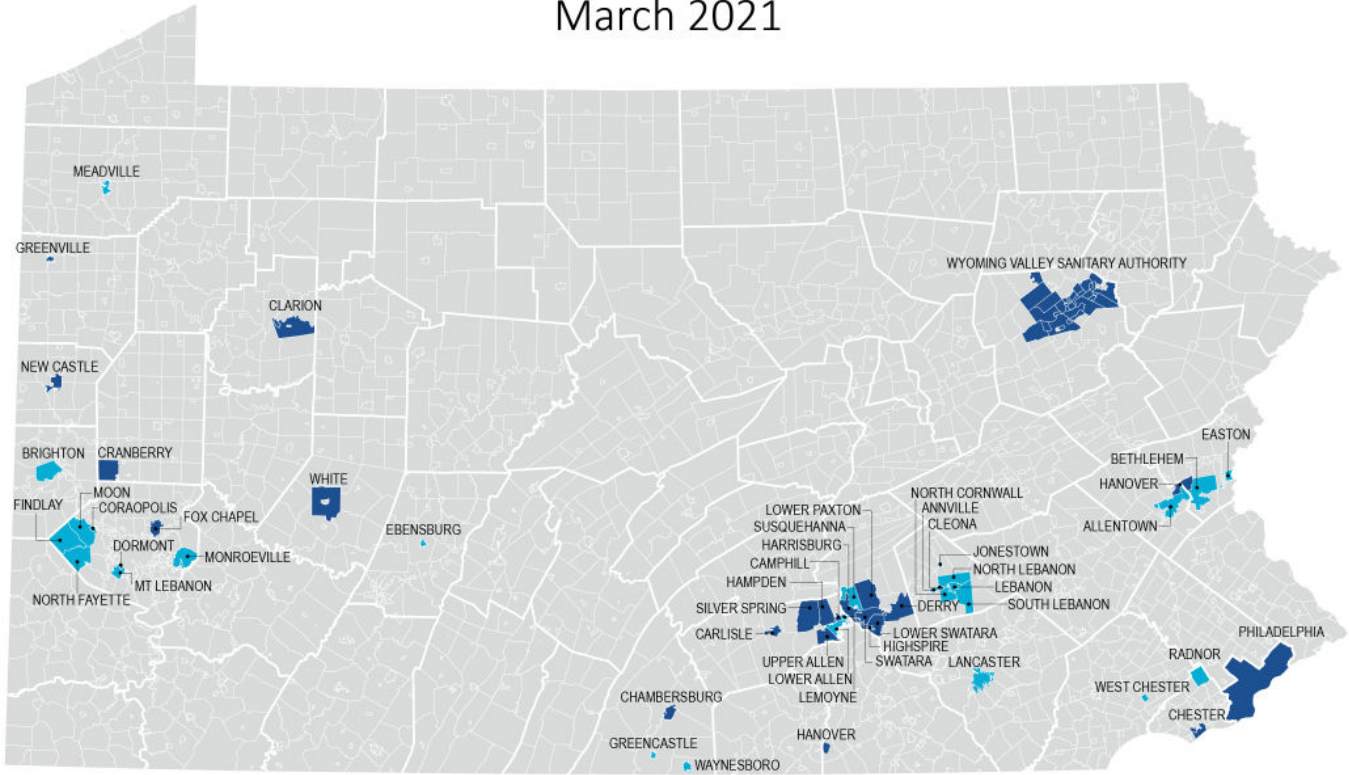 March 2021
MEADVILLE
GREENVILLE
WYOMING VALLEY SANITARY AUTHORITY
CLARION
NEW CASTLE
BRIGHTON
CRANBERRY
EASTON
BETHLEHEM
HANOVER
ALLENTOWN
WHITE
MOON
FINDLAY
CORAOPOLIS
FOX CHAPEL
EBENSBURG
DORMONT
MONROEVILLE
MT LEBANON
NORTH FAYETTE
NORTH CORNWALL
ANNVILLE
CLEONA
LOWER PAXTON
SUSQUEHANNA
HARRISBURG
CAMPHILL
HAMPDEN
SILVER SPRING
CARLISLE
JONESTOWN
NORTH LEBANON
LEBANON
SOUTH LEBANON
DERRY
LOWER SWATARA
HIGHSPIRE
SWATARA
UPPER ALLEN
LOWER ALLEN
LEMOYNE
LANCASTER
PHILADELPHIA
RADNOR
WEST CHESTER
CHESTER
CHAMBERSBURG
GREENCASTLE
WAYNESBORO
HANOVER